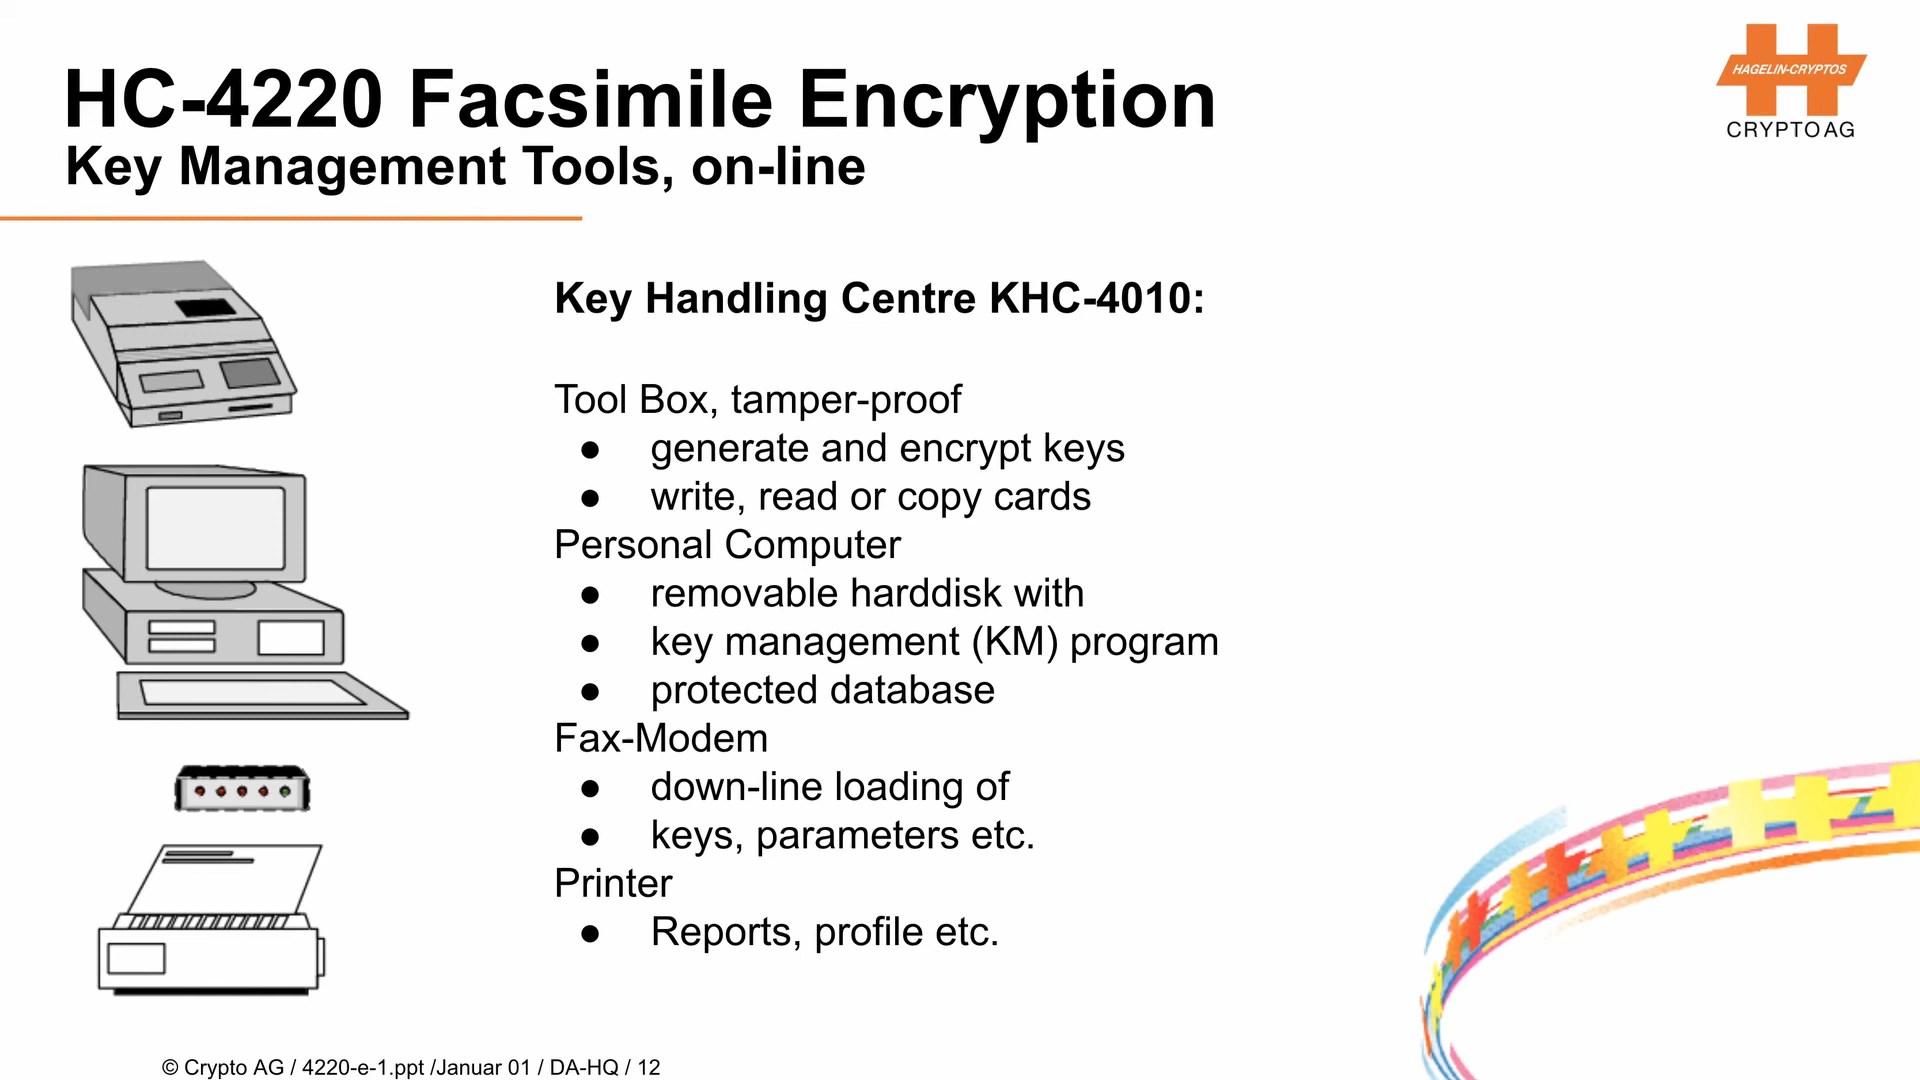 HC-4220 Facsimile Encryption
Key Management Tools, on-line
HAGELIN-CRYPTOS
CRYPTO AG
Key Handling Centre KHC-4010:
Tool Box, tamper-proof
● generate and encrypt keys
● write, read or copy cards
Personal Computer
● removable harddisk with
● key management (KM) program
● protected database
Fax-Modem
● down-line loading of
● keys, parameters etc.
Printer
● Reports, profile etc.
© Crypto AG / 4220-e-1.ppt /Januar 01 / DA-HQ / 12